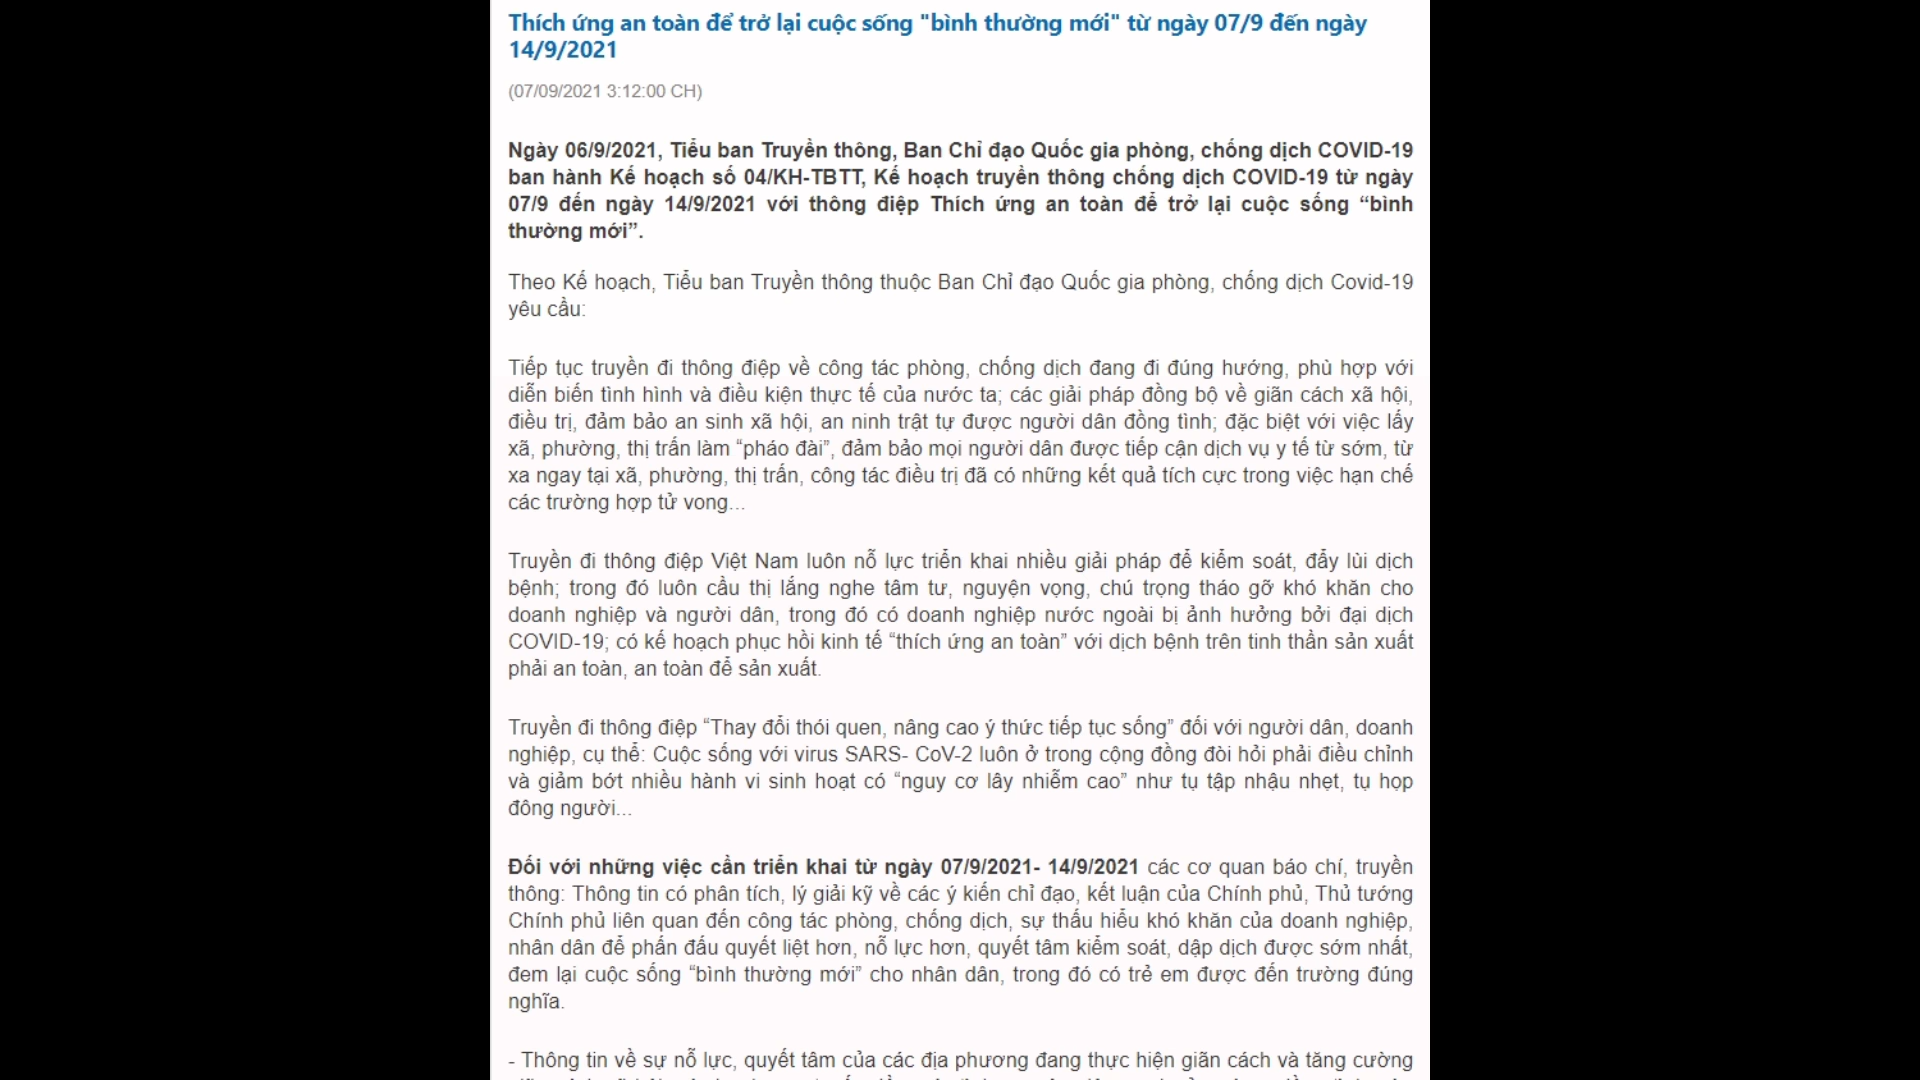 Thích ứng an toàn để trở lại cuộc sống "bình thường mới" từ ngày 07/9 đến ngày
14/9/2021
(07/09/2021 3:12:00 CH)
Ngày 06/9/2021, Tiểu ban Truyền thông, Ban Chỉ đạo Quốc gia phòng, chống dịch COVID-19
ban hành Kế hoạch số 04/KH-TBTT, Kế hoạch truyền thông chống dịch COVID-19 từ ngày
07/9 đến ngày 14/9/2021 với thông điệp Thích ứng an toàn để trở lại cuộc sống “bình
thường mới”.
Theo Kế hoạch, Tiểu ban Truyền thông thuộc Ban Chỉ đạo Quốc gia phòng, chống dịch Covid-19
yêu cầu:
Tiếp tục truyền đi thông điệp về công tác phòng, chống dịch đang đi đúng hướng, phù hợp với
diễn biến tình hình và điều kiện thực tế của nước ta; các giải pháp đồng bộ về giãn cách xã hội,
điều trị, đảm bảo an sinh xã hội, an ninh trật tự được người dân đồng tình; đặc biệt với việc lấy
xã, phường, thị trấn làm “pháo đài”, đảm bảo mọi người dân được tiếp cận dịch vụ y tế từ sớm, từ
xa ngay tại xã, phường, thị trấn, công tác điều trị đã có những kết quả tích cực trong việc hạn chế
các trường hợp tử vong...
Truyền đi thông điệp Việt Nam luôn nỗ lực triển khai nhiều giải pháp để kiểm soát, đẩy lùi dịch
bệnh; trong đó luôn cầu thị lắng nghe tâm tư, nguyện vọng, chú trọng tháo gỡ khó khăn cho
doanh nghiệp và người dân, trong đó có doanh nghiệp nước ngoài bị ảnh hưởng bởi đại dịch
COVID-19; có kế hoạch phục hồi kinh tế “thích ứng an toàn” với dịch bệnh trên tinh thần sản xuất
phải an toàn, an toàn để sản xuất.
Truyền đi thông điệp “Thay đổi thói quen, nâng cao ý thức tiếp tục sống” đối với người dân, doanh
nghiệp, cụ thể: Cuộc sống với virus SARS- CoV-2 luôn ở trong cộng đồng đòi hỏi phải điều chỉnh
và giảm bớt nhiều hành vi sinh hoạt có “nguy cơ lây nhiễm cao” như tụ tập nhậu nhẹt, tụ họp
đông người...
Đối với những việc cần triển khai từ ngày 07/9/2021- 14/9/2021 các cơ quan báo chí, truyền
thông: Thông tin có phân tích, lý giải kỹ về các ý kiến chỉ đạo, kết luận của Chính phủ, Thủ tướng
Chính phủ liên quan đến công tác phòng, chống dịch, sự thấu hiểu khó khăn của doanh nghiệp,
nhân dân để phấn đấu quyết liệt hơn, nỗ lực hơn, quyết tâm kiểm soát, dập dịch được sớm nhất,
đem lại cuộc sống “bình thường mới” cho nhân dân, trong đó có trẻ em được đến trường đúng
nghĩa.
- Thông tin về sự nỗ lực, quyết tâm của các địa phương đang thực hiện giãn cách và tăng cường